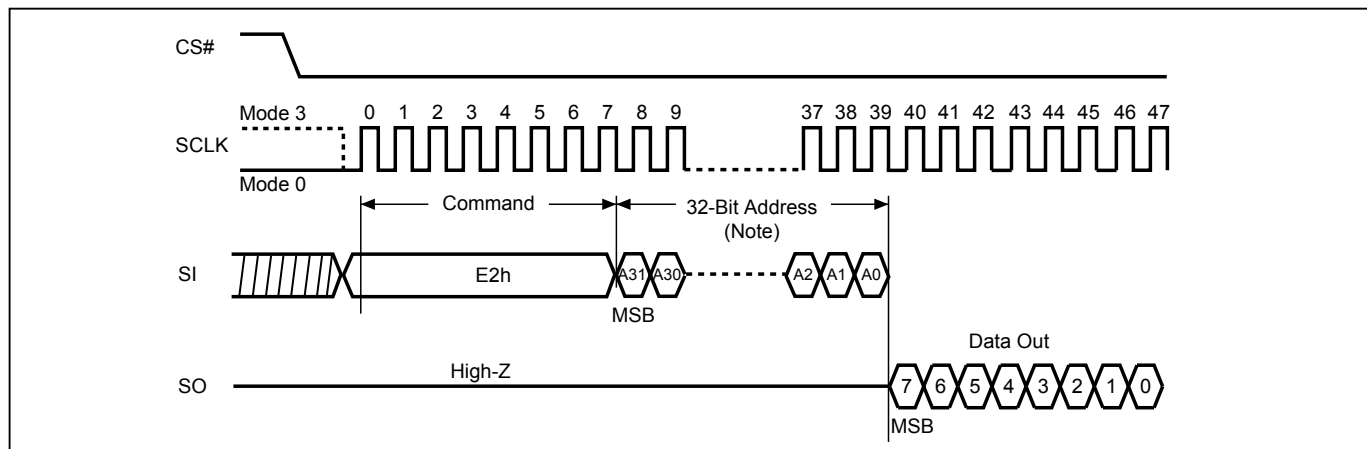 CS#
Mode 3
0 1 2 3 4 5 6 7 8 9 37 38 39 40 41 42 43 44 45 46 47
SCLK
Mode 0
Command
32-Bit Address
(Note)
SI
E2h
A31 A30 A2 A1 A0
MSB
Data Out
High-Z
SO
7 6 5 4 3 2 1 0
MSB